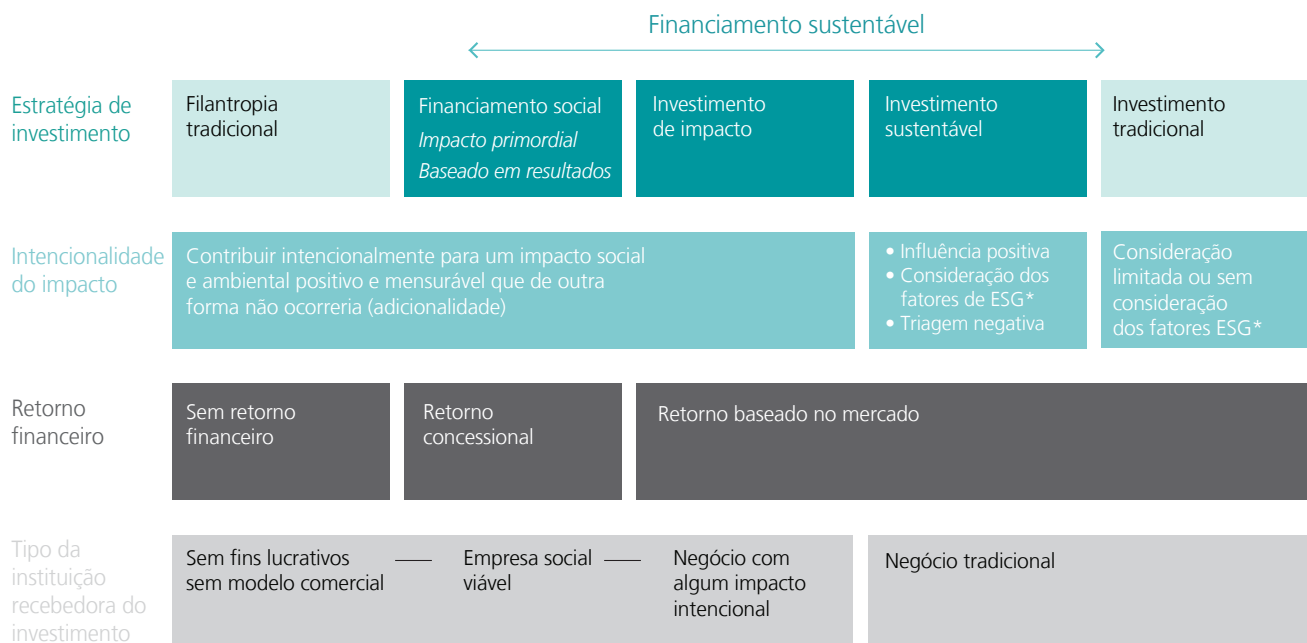 Financiamento sustentável
Estratégia de
investimento
Filantropia
tradicional
Financiamento social
Impacto primordial
Baseado em resultados
Investimento
de impacto
Investimento
sustentável
Investimento
tradicional
Intencionalidade
do impacto
Contribuir intencionalmente para um impacto social
e ambiental positivo e mensurável que de outra
forma não ocorreria (adicionalidade)
• Influência positiva
• Consideração dos
fatores de ESG*
• Triagem negativa
Consideração
limitada ou sem
consideração
dos fatores ESG*
Retorno
financeiro
Sem retorno
financeiro
Retorno
concessional
Retorno baseado no mercado
Tipo da
instituição
recebedora do
investimento
Sem fins lucrativos
sem modelo comercial
Empresa social
viável
Negócio com
algum impacto
intencional
Negócio tradicional